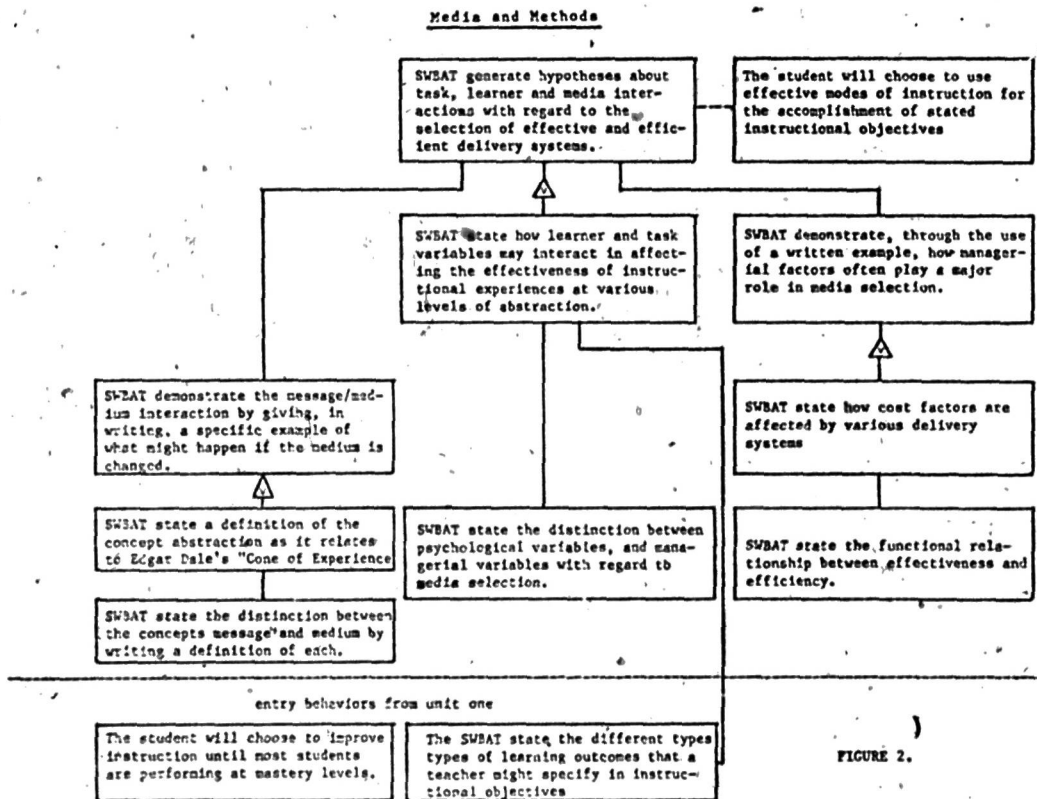 Media and Methods
SWBAT generate hypotheses about
task, learner and media inter-
actions with regard to the
selection of effective and effic-
ient delivery systems.
The student will choose to use
effective modes of instruction for
the accomplishment of stated
instructional objectives
SWBAT state how learner and task
variables may interact in affect-
ing the effectiveness of instruc-
tional experiences at various
levels of abstraction.
SWBAT demonstrate, through the use
of a written example, how manager-
ial factors often play a major
role in media selection.
SWBAT demonstrate the message/med-
ium interaction by giving, in
writing, a specific example of
what might happen if the medium is
changed.
SWBAT state how cost factors are
affected by various delivery
systems
SWBAT state a definition of the
concept abstraction as it relates
to Edgar Dale's "Cone of Experience
SWBAT state the distinction between
psychological variables, and mana-
gerial variables with regard to
media selection.
SWBAT state the functional rela-
tionship between effectiveness and
efficiency.
SWBAT state the distinction between
the concepts message and medium by
writing a definition of each.
entry behaviors from unit one
The student will choose to improve
instruction until most students
are performing at mastery levels.
The SWBAT state the different types
types of learning outcomes that a
teacher might specify in instruc-
tional objectives
FIGURE 2.